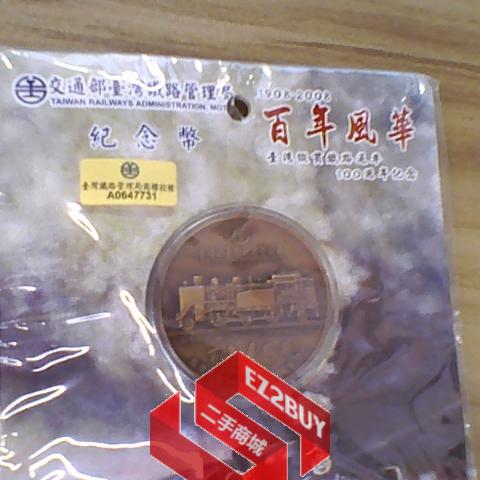 交通部臺灣鐵路管理局
TAIWAN RAILWAYS ADMINISTRATION, MOTC
1908-2008
紀念幣
百年風華
臺灣縱貫鐵路通車
100週年紀念
臺灣鐵路管理局商標授權
A0647731
EZ2BUY
二手商城